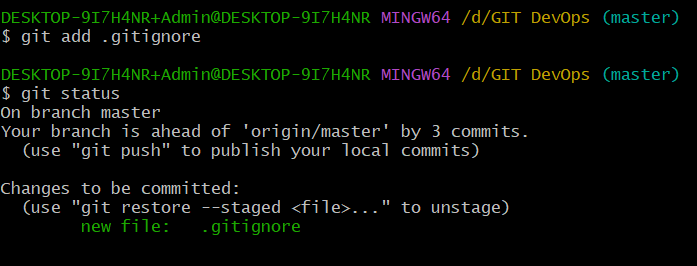 DESKTOP-9I7H4NR+Admin@DESKTOP-9I7H4NR MINGW64 /d/GIT DevOps (master)
$ git add .gitignore
DESKTOP-9I7H4NR+Admin@DESKTOP-9I7H4NR MINGW64 /d/GIT DevOps (master)
$ git status
On branch master
Your branch is ahead of 'origin/master' by 3 commits.
  (use "git push" to publish your local commits)
Changes to be committed:
  (use "git restore --staged <file>..." to unstage)
        new file:   .gitignore